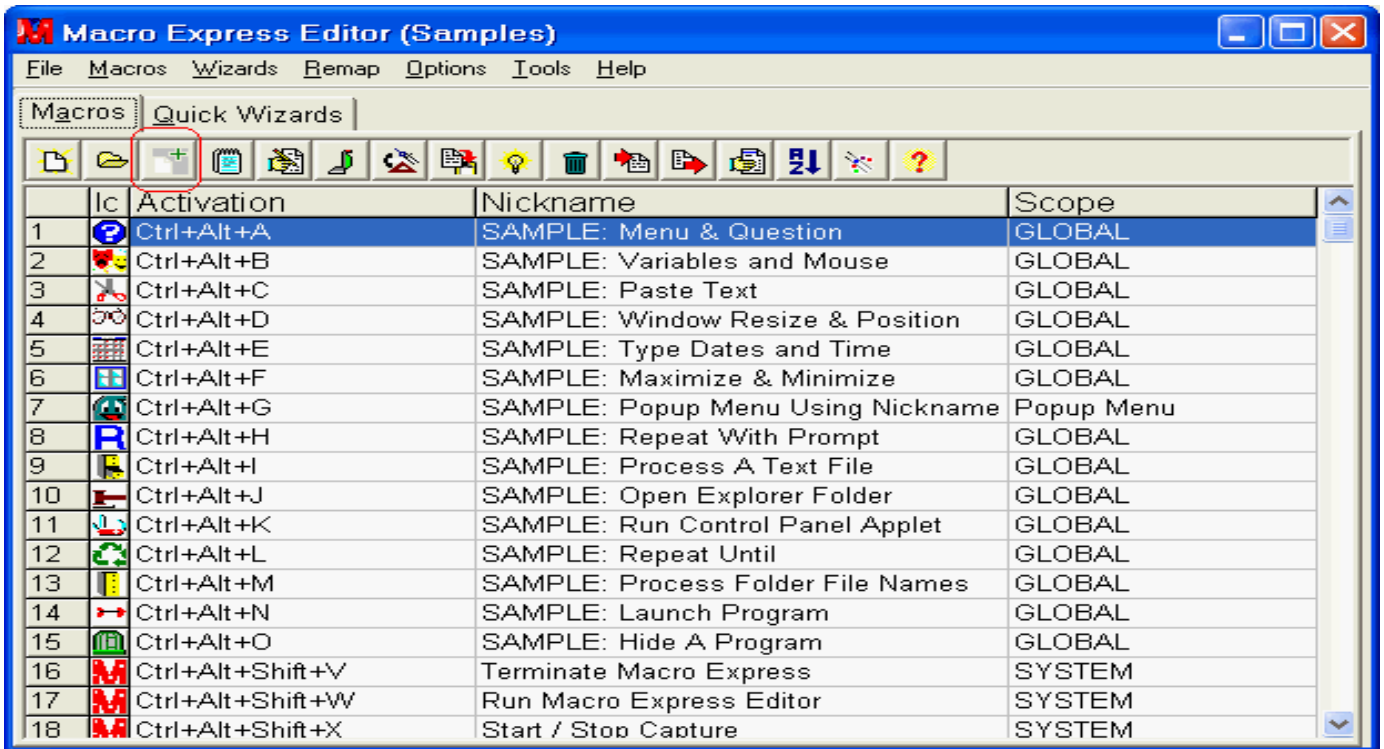 Macro Express Editor (Samples)
File Macros Wizards Remap Options Tools Help
Macros Quick Wizards
Ic Activation Nickname Scope
1 Ctrl+Alt+A SAMPLE: Menu & Question GLOBAL
2 Ctrl+Alt+B SAMPLE: Variables and Mouse GLOBAL
3 Ctrl+Alt+C SAMPLE: Paste Text GLOBAL
4 Ctrl+Alt+D SAMPLE: Window Resize & Position GLOBAL
5 Ctrl+Alt+E SAMPLE: Type Dates and Time GLOBAL
6 Ctrl+Alt+F SAMPLE: Maximize & Minimize GLOBAL
7 Ctrl+Alt+G SAMPLE: Popup Menu Using Nickname Popup Menu
8 Ctrl+Alt+H SAMPLE: Repeat With Prompt GLOBAL
9 Ctrl+Alt+I SAMPLE: Process A Text File GLOBAL
10 Ctrl+Alt+J SAMPLE: Open Explorer Folder GLOBAL
11 Ctrl+Alt+K SAMPLE: Run Control Panel Applet GLOBAL
12 Ctrl+Alt+L SAMPLE: Repeat Until GLOBAL
13 Ctrl+Alt+M SAMPLE: Process Folder File Names GLOBAL
14 Ctrl+Alt+N SAMPLE: Launch Program GLOBAL
15 Ctrl+Alt+O SAMPLE: Hide A Program GLOBAL
16 Ctrl+Alt+Shift+V Terminate Macro Express SYSTEM
17 Ctrl+Alt+Shift+W Run Macro Express Editor SYSTEM
18 Ctrl+Alt+Shift+X Start / Stop Capture SYSTEM